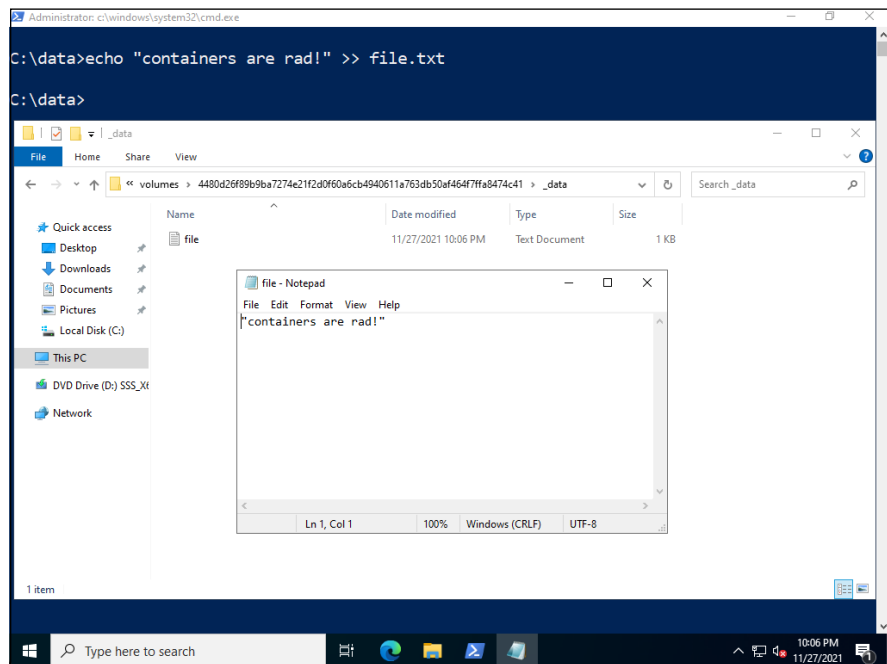 Administrator: c:\windows\system32\cmd.exe
C:\data>echo "containers are rad!" >> file.txt
C:\data>
_data
File Home Share View
« volumes › 4480d26f89b9ba7274e21f2d0f60a6cb4940611a763db50af464f7ffa8474c41 › _data
Search _data
Name Date modified Type Size
Quick access
file 11/27/2021 10:06 PM Text Document 1 KB
Desktop
Downloads
Documents
Pictures
Local Disk (C:)
This PC
DVD Drive (D:) SSS_X6
Network
file - Notepad
File Edit Format View Help
"containers are rad!"
Ln 1, Col 1 100% Windows (CRLF) UTF-8
1 item
Type here to search
10:06 PM
11/27/2021
1